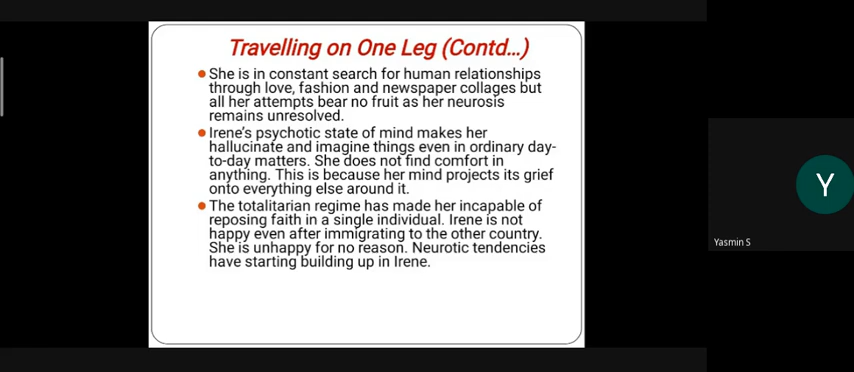 Travelling on One Leg (Contd...)
She is in constant search for human relationships
through love, fashion and newspaper collages but
all her attempts bear no fruit as her neurosis
remains unresolved.
Irene's psychotic state of mind makes her
hallucinate and imagine things even in ordinary day-
to-day matters. She does not find comfort in
anything. This is because her mind projects its grief
onto everything else around it.
The totalitarian regime has made her incapable of
reposing faith in a single individual. Irene is not
happy even after immigrating to the other country.
She is unhappy for no reason. Neurotic tendencies
have starting building up in Irene.
Y
Yasmin S